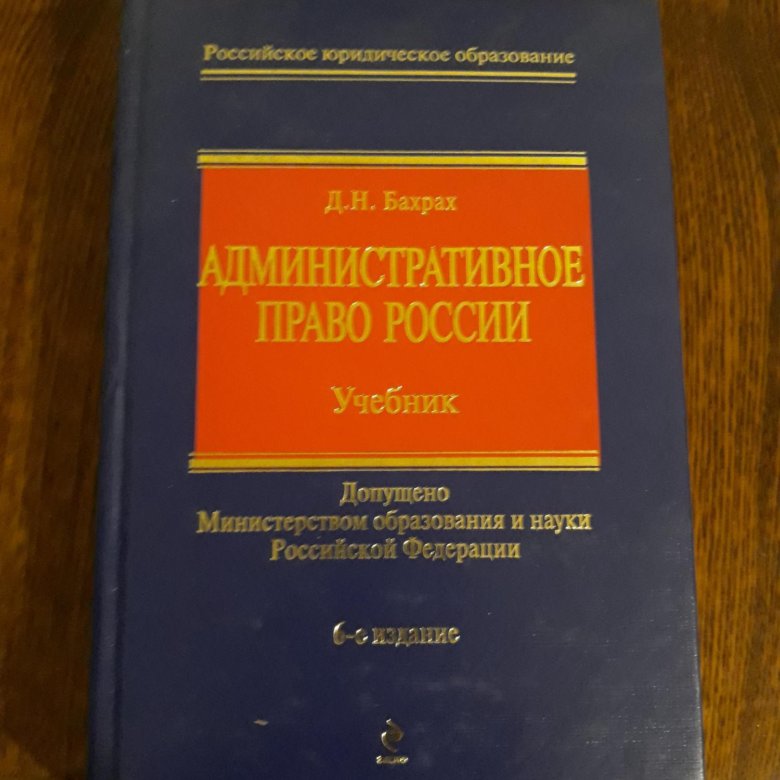 Российское юридическое образование
Д.Н. Бахрах
АДМИНИСТРАТИВНОЕ
ПРАВО РОССИИ
Учебник
Допущено
Министерством образования и науки
Российской Федерации
6-е издание